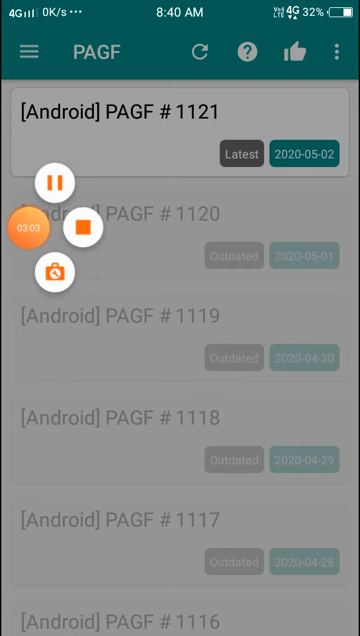 4G 0K/s ··· 8:40 AM VoLTE 4G 32%
PAGF
[Android] PAGF # 1121
Latest 2020-05-02
[Android] PAGF # 1120
03:03
Outdated 2020-05-01
[Android] PAGF # 1119
Outdated 2020-04-30
[Android] PAGF # 1118
Outdated 2020-04-29
[Android] PAGF # 1117
Outdated 2020-04-28
[Android] PAGF # 1116